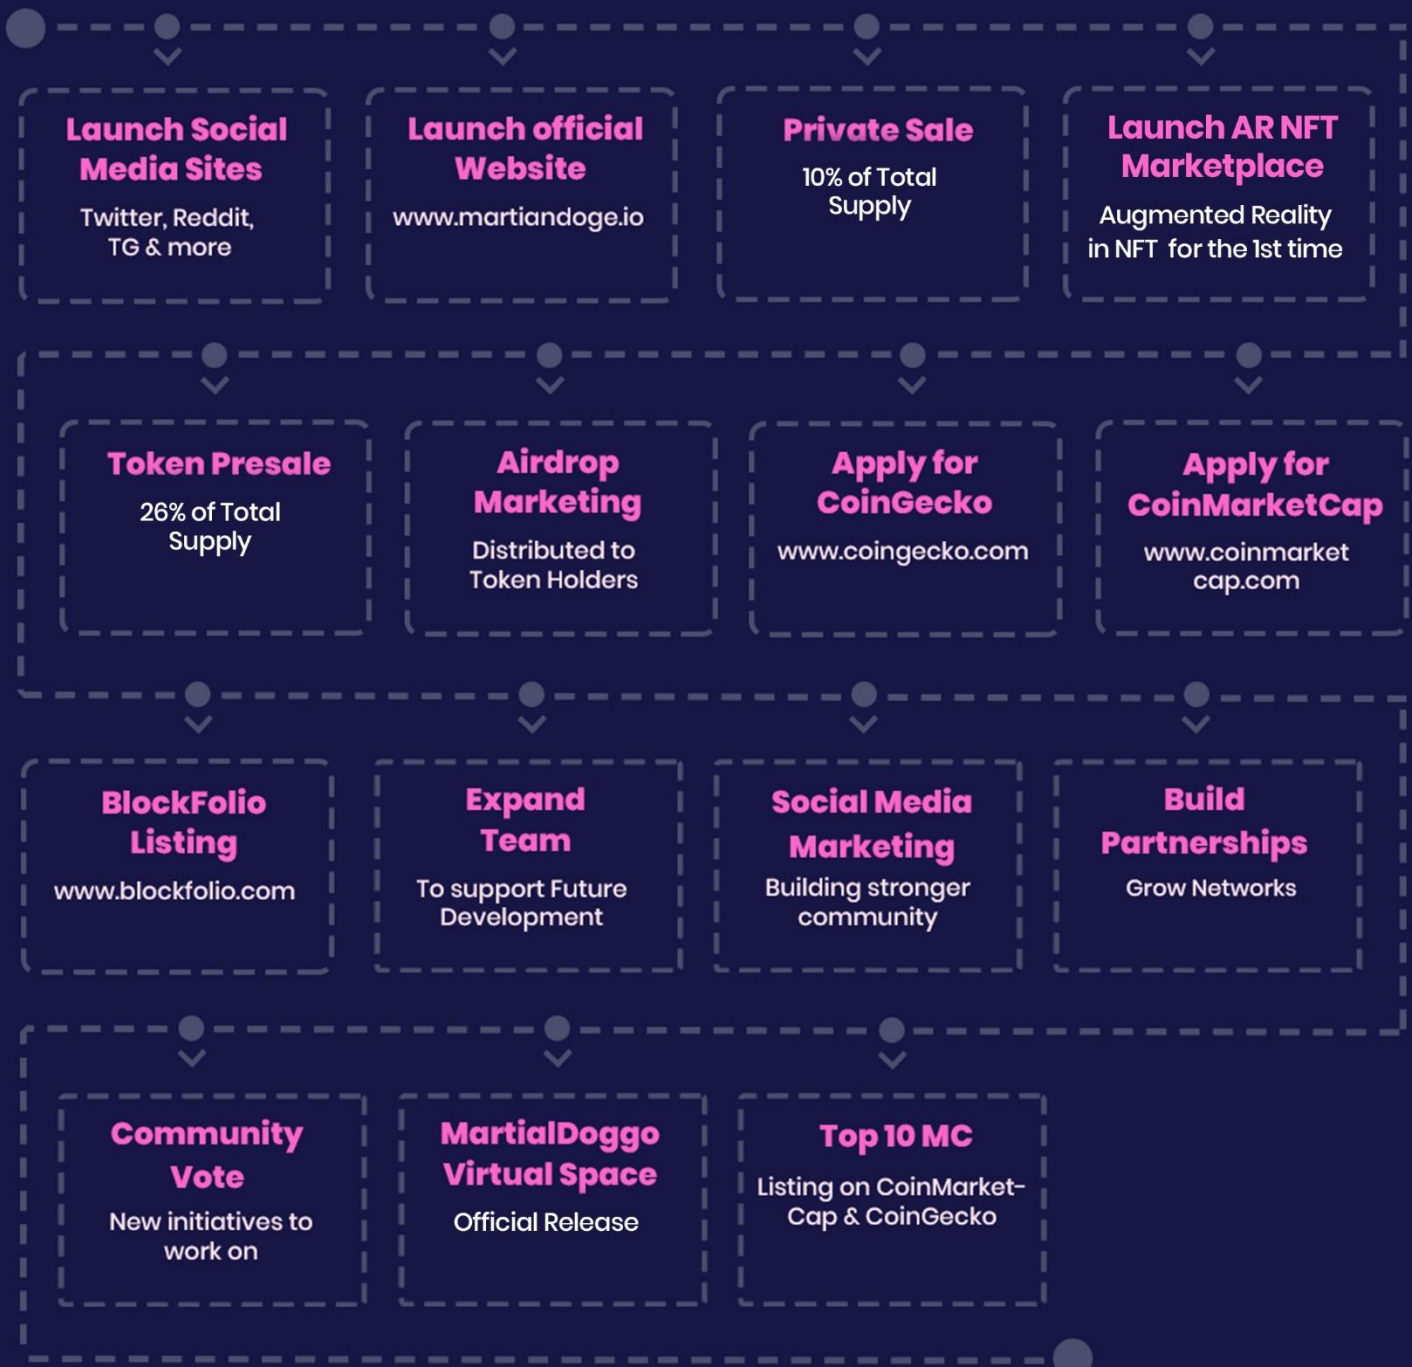 Launch Social
Media Sites
Twitter, Reddit,
TG & more
Launch official
Website
www.martiandoge.io
Private Sale
10% of Total
Supply
Launch AR NFT
Marketplace
Augmented Reality
in NFT for the 1st time
Token Presale
26% of Total
Supply
Airdrop
Marketing
Distributed to
Token Holders
Apply for
CoinGecko
www.coingecko.com
Apply for
CoinMarketCap
www.coinmarket
cap.com
BlockFolio
Listing
www.blockfolio.com
Expand
Team
To support Future
Development
Social Media
Marketing
Building stronger
community
Build
Partnerships
Grow Networks
Community
Vote
New initiatives to
work on
MartialDoggo
Virtual Space
Official Release
Top 10 MC
Listing on CoinMarket-
Cap & CoinGecko